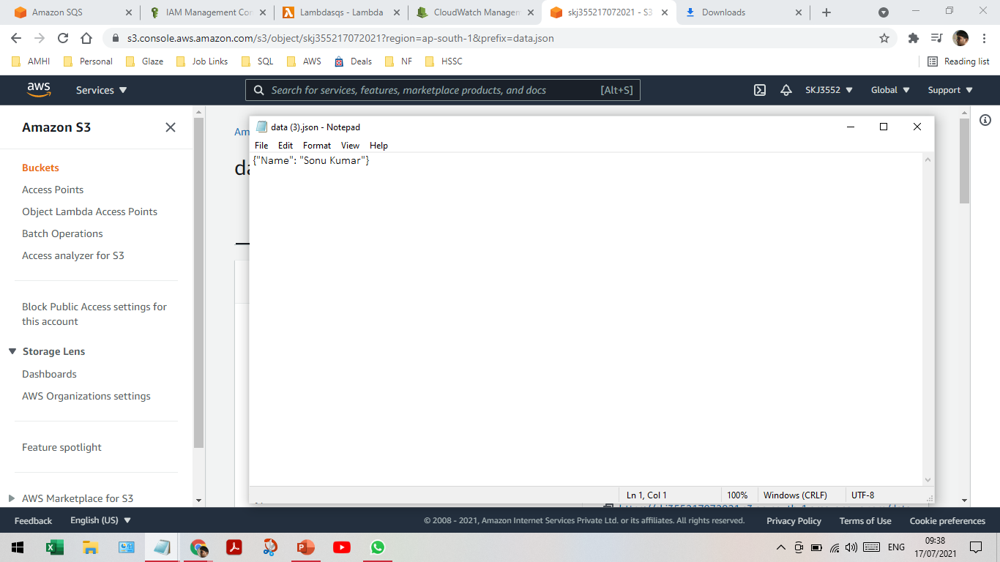 Amazon SQS
IAM Management Con
Lambdasqs - Lambda
CloudWatch Managem
skj355217072021 - S3
Downloads
s3.console.aws.amazon.com/s3/object/skj355217072021?region=ap-south-1&prefix=data.json
AMHI
Personal
Glaze
Job Links
SQL
AWS
Deals
NF
HSSC
Reading list
aws
Services
Search for services, features, marketplace products, and docs
[Alt+S]
SKJ3552
Global
Support
Amazon S3
Buckets
Access Points
Object Lambda Access Points
Batch Operations
Access analyzer for S3
Block Public Access settings for
this account
Storage Lens
Dashboards
AWS Organizations settings
Feature spotlight
AWS Marketplace for S3
Am
da
data (3).json - Notepad
File Edit Format View Help
{"Name": "Sonu Kumar"}
Ln 1, Col 1
100%
Windows (CRLF)
UTF-8
Feedback
English (US)
© 2008 - 2021, Amazon Internet Services Private Ltd. or its affiliates. All rights reserved.
Privacy Policy
Terms of Use
Cookie preferences
ENG
09:38
17/07/2021